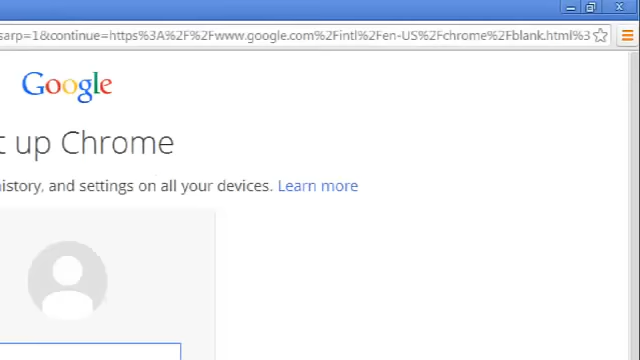 sarp=1&continue=https%3A%2F%2Fwww.google.com%2Fintl%2Fen-US%2Fchrome%2Fblank.html%3
Google
t up Chrome
istory, and settings on all your devices. Learn more